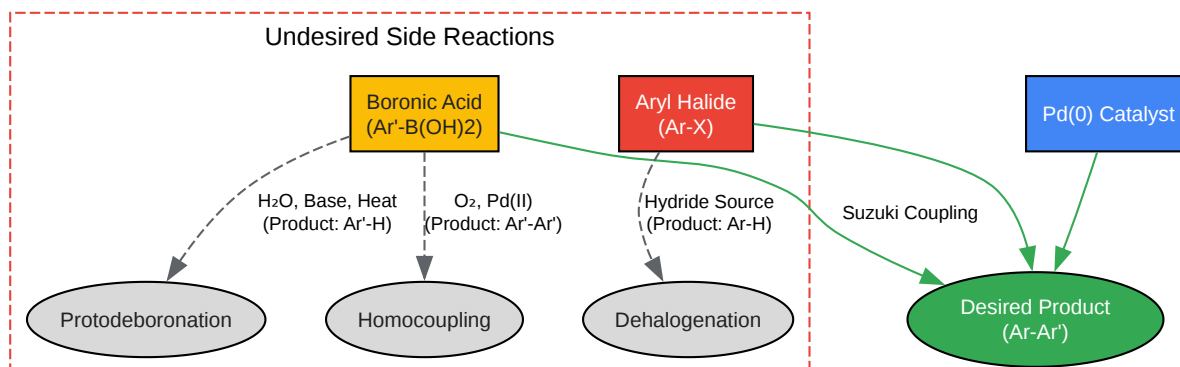 Undesired Side Reactions
Boronic Acid
(Ar'-B(OH)2)
Aryl Halide
(Ar-X)
Pd(0) Catalyst
H₂O, Base, Heat
(Product: Ar'-H)
O₂, Pd(II)
(Product: Ar'-Ar')
Hydride Source
(Product: Ar-H)
Suzuki Coupling
Protodeboronation
Homocoupling
Dehalogenation
Desired Product
(Ar-Ar')